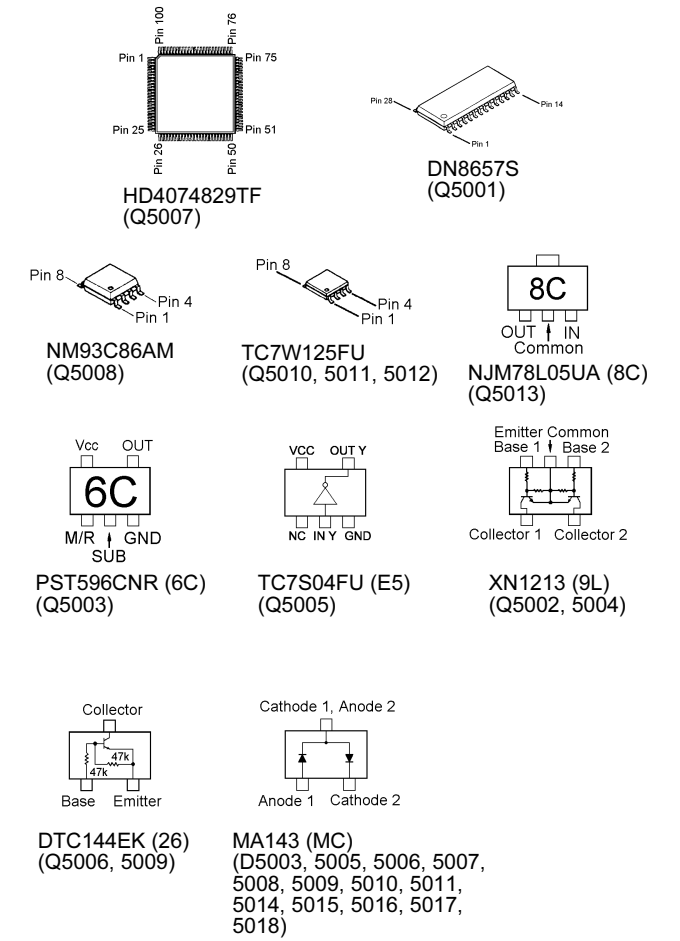 Pin 100
Pin 76
Pin 1
Pin 75
Pin 25
Pin 51
Pin 26
Pin 50
HD4074829TF
(Q5007)
Pin 28
Pin 14
Pin 1
DN8657S
(Q5001)
Pin 8
Pin 4
Pin 1
NM93C86AM
(Q5008)
Pin 8
Pin 4
Pin 1
TC7W125FU
(Q5010, 5011, 5012)
8C
OUT IN
Common
NJM78L05UA (8C)
(Q5013)
Vcc OUT
6C
M/R GND
SUB
PST596CNR (6C)
(Q5003)
VCC OUT Y
NC IN Y GND
TC7S04FU (E5)
(Q5005)
Emitter Common
Base 1 Base 2
Collector 1 Collector 2
XN1213 (9L)
(Q5002, 5004)
Collector
47k
47k
Base Emitter
DTC144EK (26)
(Q5006, 5009)
Cathode 1, Anode 2
Anode 1 Cathode 2
MA143 (MC)
(D5003, 5005, 5006, 5007,
5008, 5009, 5010, 5011,
5014, 5015, 5016, 5017,
5018)